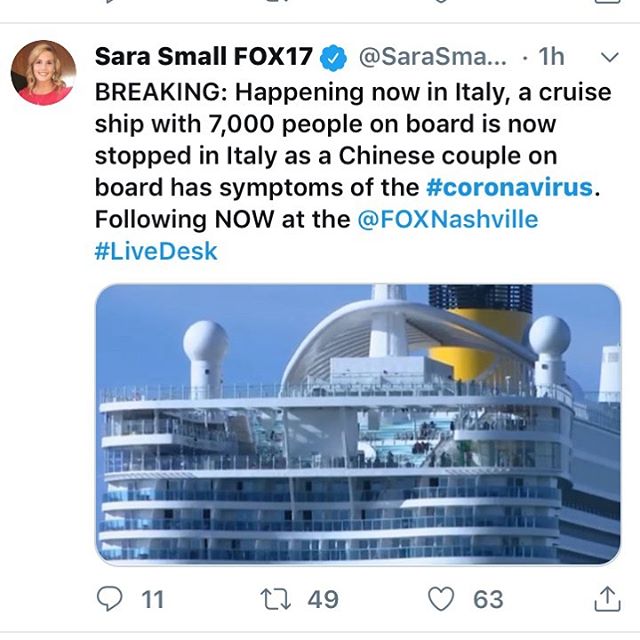 Sara Small FOX17 @SaraSma... · 1h
BREAKING: Happening now in Italy, a cruise
ship with 7,000 people on board is now
stopped in Italy as a Chinese couple on
board has symptoms of the #coronavirus.
Following NOW at the @FOXNashville
#LiveDesk
11 49 63